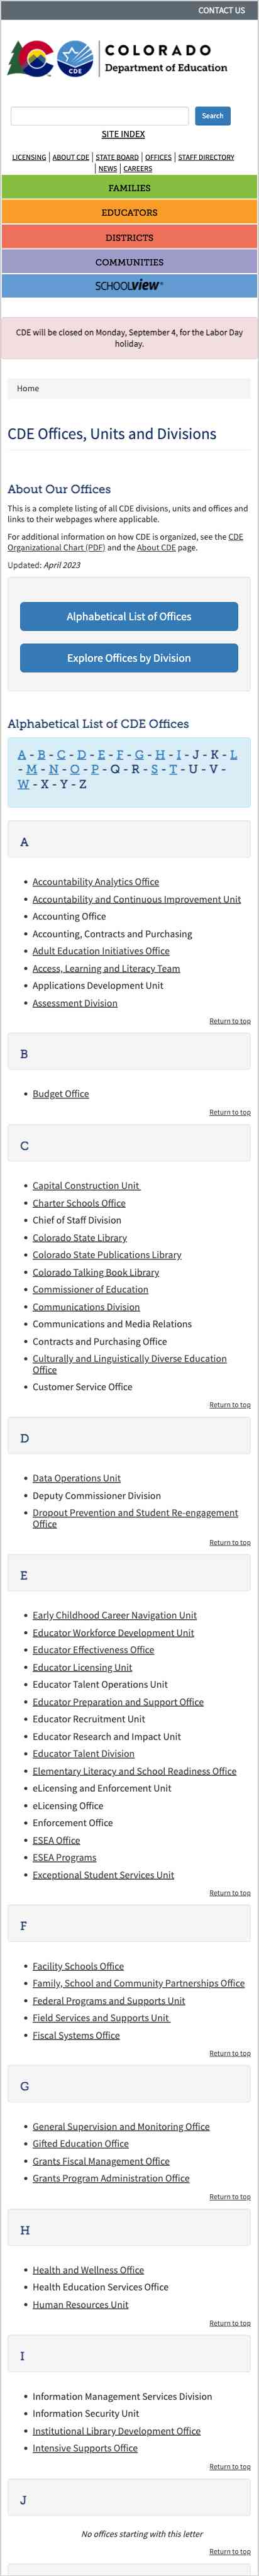 CONTACT US
CDE
COLORADO
Department of Education
Search
SITE INDEX
LICENSING | ABOUT CDE | STATE BOARD | OFFICES | STAFF DIRECTORY
| NEWS | CAREERS
FAMILIES
EDUCATORS
DISTRICTS
COMMUNITIES
SCHOOLVIEW®
CDE will be closed on Monday, September 4, for the Labor Day
holiday.
Home
CDE Offices, Units and Divisions
About Our Offices
This is a complete listing of all CDE divisions, units and offices and
links to their webpages where applicable.
For additional information on how CDE is organized, see the CDE
Organizational Chart (PDF) and the About CDE page.
Updated: April 2023
Alphabetical List of Offices
Explore Offices by Division
Alphabetical List of CDE Offices
A - B - C - D - E - F - G - H - I - J - K - L
- M - N - O - P - Q - R - S - T - U - V -
W - X - Y - Z
A
• Accountability Analytics Office
• Accountability and Continuous Improvement Unit
• Accounting Office
• Accounting, Contracts and Purchasing
• Adult Education Initiatives Office
• Access, Learning and Literacy Team
• Applications Development Unit
• Assessment Division
Return to top
B
• Budget Office
Return to top
C
• Capital Construction Unit
• Charter Schools Office
• Chief of Staff Division
• Colorado State Library
• Colorado State Publications Library
• Colorado Talking Book Library
• Commissioner of Education
• Communications Division
• Communications and Media Relations
• Contracts and Purchasing Office
• Culturally and Linguistically Diverse Education
Office
• Customer Service Office
Return to top
D
• Data Operations Unit
• Deputy Commissioner Division
• Dropout Prevention and Student Re-engagement
Office
Return to top
E
• Early Childhood Career Navigation Unit
• Educator Workforce Development Unit
• Educator Effectiveness Office
• Educator Licensing Unit
• Educator Talent Operations Unit
• Educator Preparation and Support Office
• Educator Recruitment Unit
• Educator Research and Impact Unit
• Educator Talent Division
• Elementary Literacy and School Readiness Office
• eLicensing and Enforcement Unit
• eLicensing Office
• Enforcement Office
• ESEA Office
• ESEA Programs
• Exceptional Student Services Unit
Return to top
F
• Facility Schools Office
• Family, School and Community Partnerships Office
• Federal Programs and Supports Unit
• Field Services and Supports Unit
• Fiscal Systems Office
Return to top
G
• General Supervision and Monitoring Office
• Gifted Education Office
• Grants Fiscal Management Office
• Grants Program Administration Office
Return to top
H
• Health and Wellness Office
• Health Education Services Office
• Human Resources Unit
Return to top
I
• Information Management Services Division
• Information Security Unit
• Institutional Library Development Office
• Intensive Supports Office
Return to top
J
No offices starting with this letter
Return to top